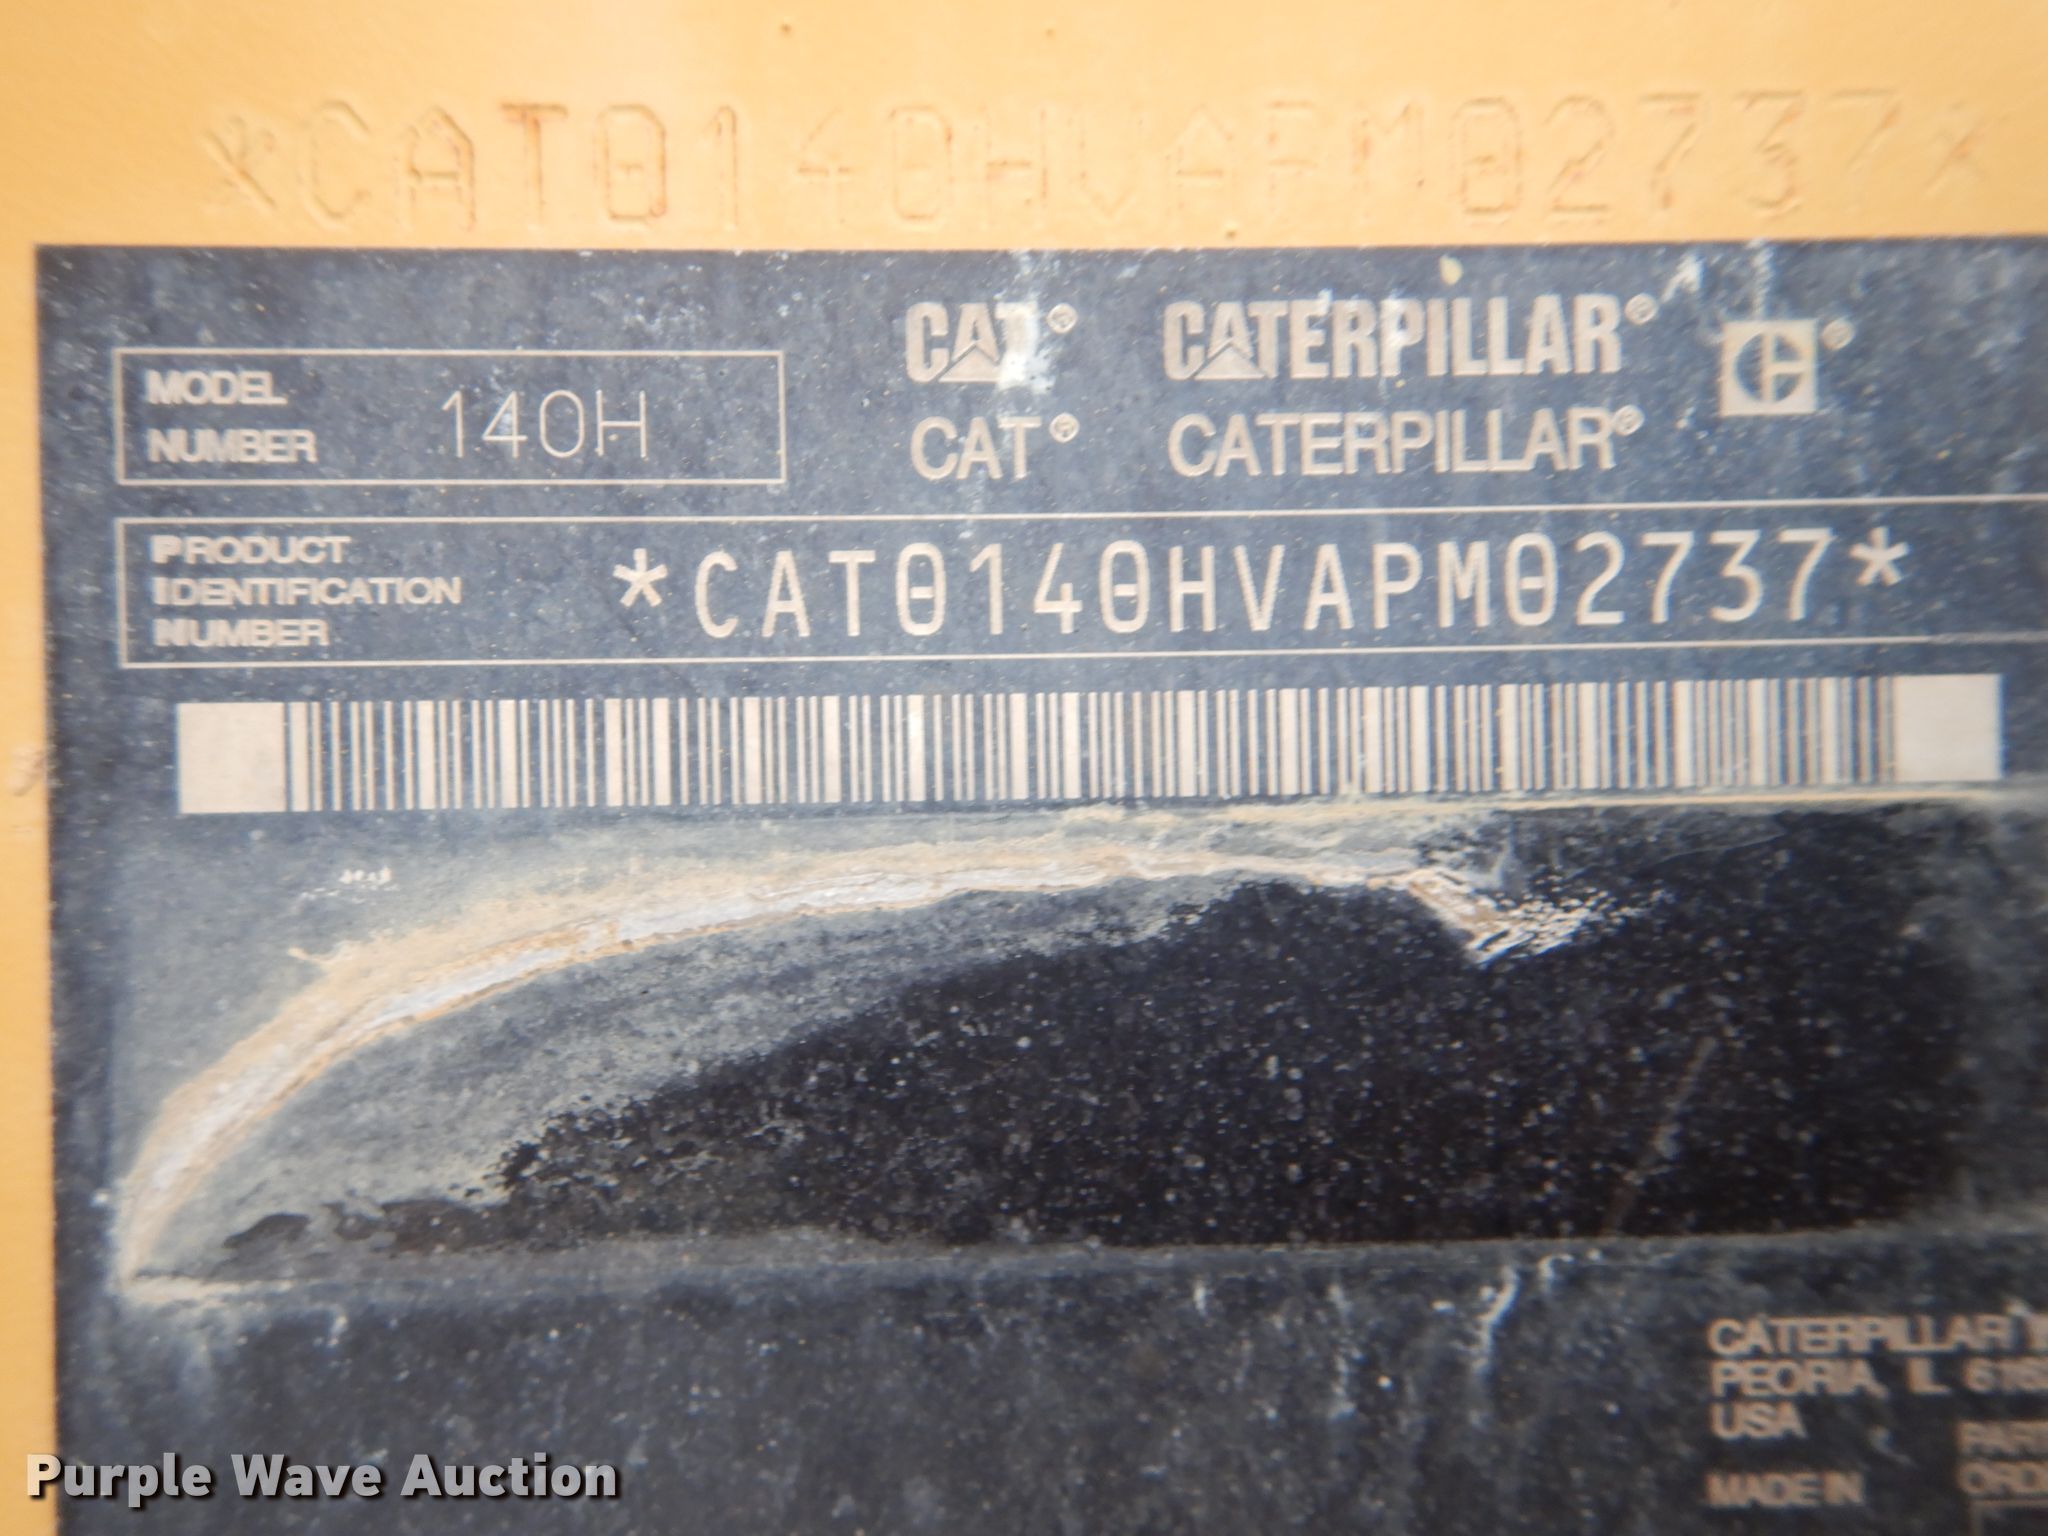 *CAT0140HVAPM02737*
MODEL
NUMBER
140H
CAT® CATERPILLAR®
CAT® CATERPILLAR®
PRODUCT
IDENTIFICATION
NUMBER
*CAT0140HVAPM02737*
CATERPILLAR
PEORIA, IL
USA
MADE IN
Purple Wave Auction